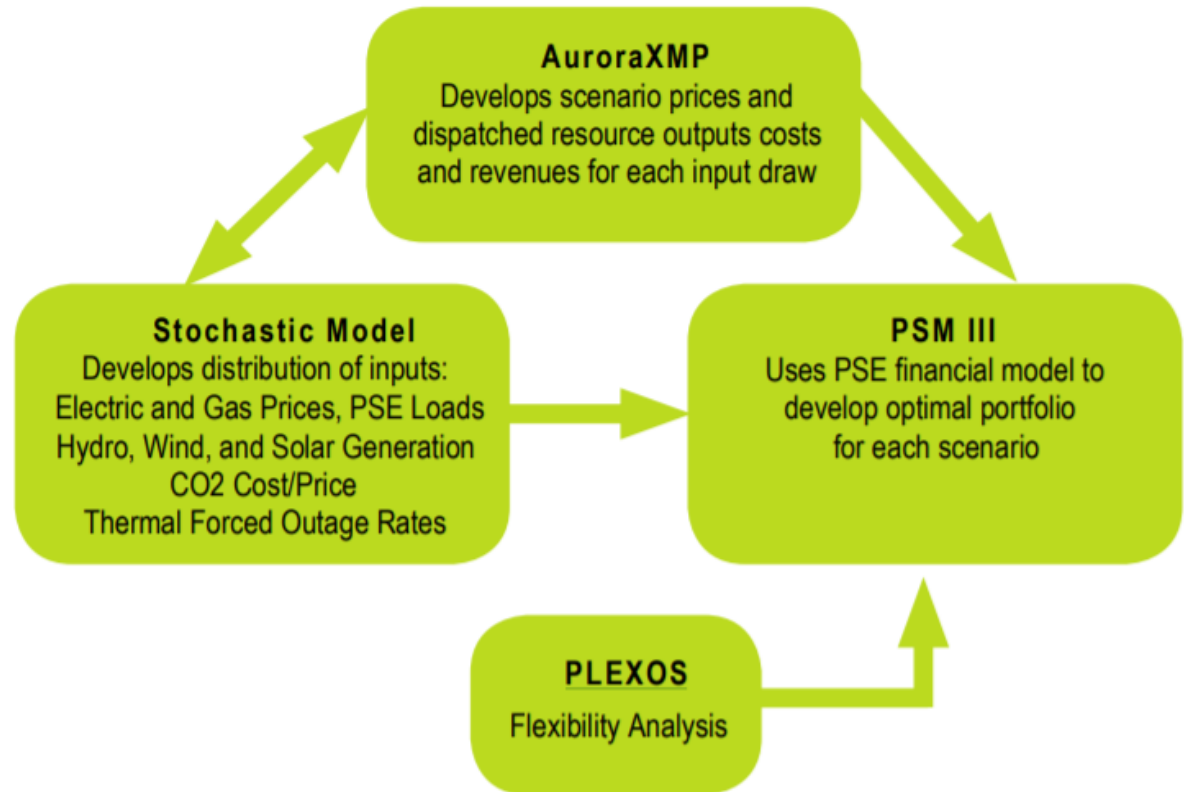 AuroraXMP
Develops scenario prices and
dispatched resource outputs costs
and revenues for each input draw
Stochastic Model
Develops distribution of inputs:
Electric and Gas Prices, PSE Loads
Hydro, Wind, and Solar Generation
CO2 Cost/Price
Thermal Forced Outage Rates
PSM III
Uses PSE financial model to
develop optimal portfolio
for each scenario
PLEXOS
Flexibility Analysis